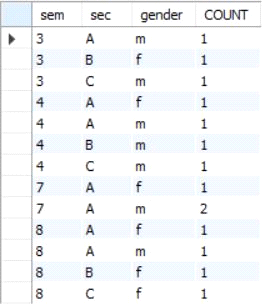 sem sec gender COUNT
3 A m 1
3 B f 1
3 C m 1
4 A f 1
4 A m 1
4 B m 1
4 C m 1
7 A f 1
7 A m 2
8 A f 1
8 A m 1
8 B f 1
8 C f 1